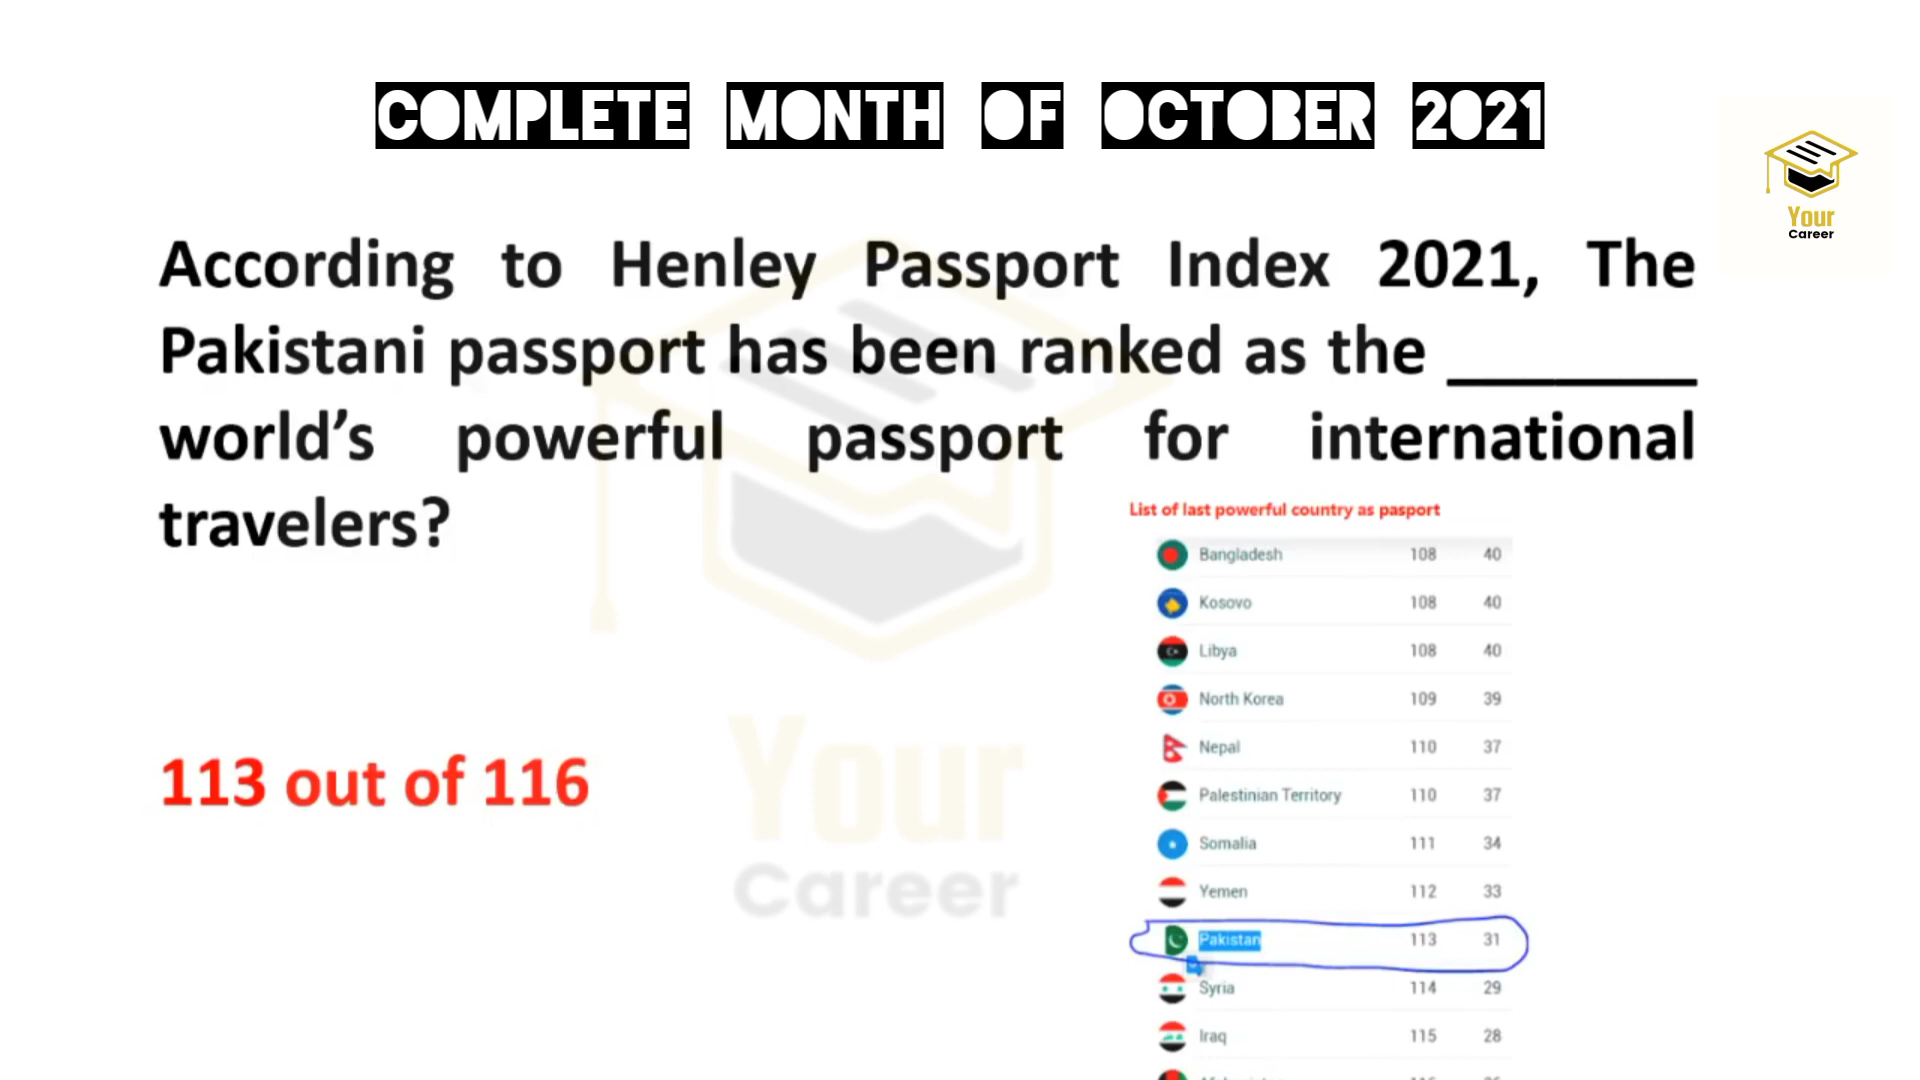 COMPLETE MONTH OF OCTOBER 2021
Your
Career
According to Henley Passport Index 2021, The
Pakistani passport has been ranked as the ________
world’s powerful passport for international
travelers?
List of last powerful country as pasport
Bangladesh 108 40
Kosovo 108 40
Libya 108 40
North Korea 109 39
Nepal 110 37
113 out of 116
Palestinian Territory 110 37
Somalia 111 34
Yemen 112 33
Pakistan 113 31
Syria 114 29
Iraq 115 28
Your
Career